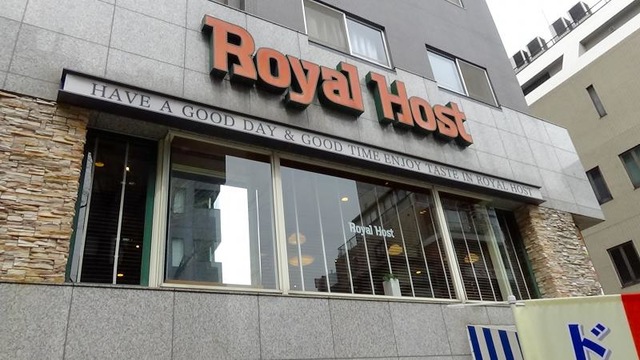 Royal Host
HAVE A GOOD DAY & GOOD TIME ENJOY TASTE IN ROYAL HOST
Royal Host
ド